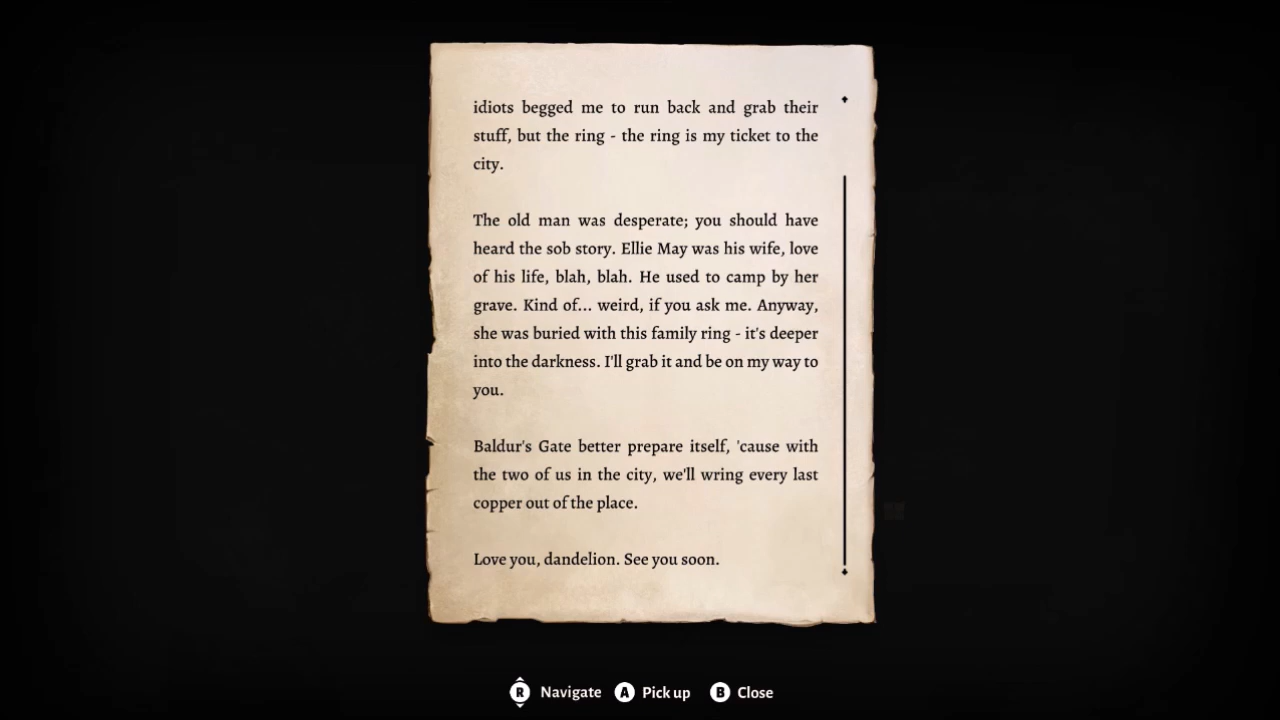 idiots begged me to run back and grab their
stuff, but the ring - the ring is my ticket to the
city.
The old man was desperate; you should have
heard the sob story. Ellie May was his wife, love
of his life, blah, blah. He used to camp by her
grave. Kind of... weird, if you ask me. Anyway,
she was buried with this family ring - it's deeper
into the darkness. I'll grab it and be on my way to
you.
Baldur's Gate better prepare itself, 'cause with
the two of us in the city, we'll wring every last
copper out of the place.
Love you, dandelion. See you soon.
R Navigate A Pick up B Close